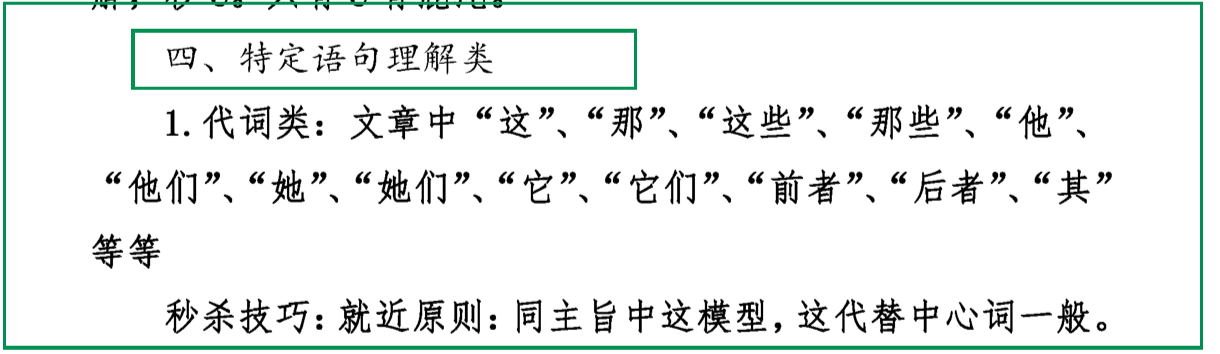 四、特定语句理解类
1. 代词类：文章中“这”、“那”、“这些”、“那些”、“他”、
“他们”、“她”、“她们”、“它”、“它们”、“前者”、“后者”、“其”
等等
秒杀技巧：就近原则：同主旨中这模型，这代替中心词一般。